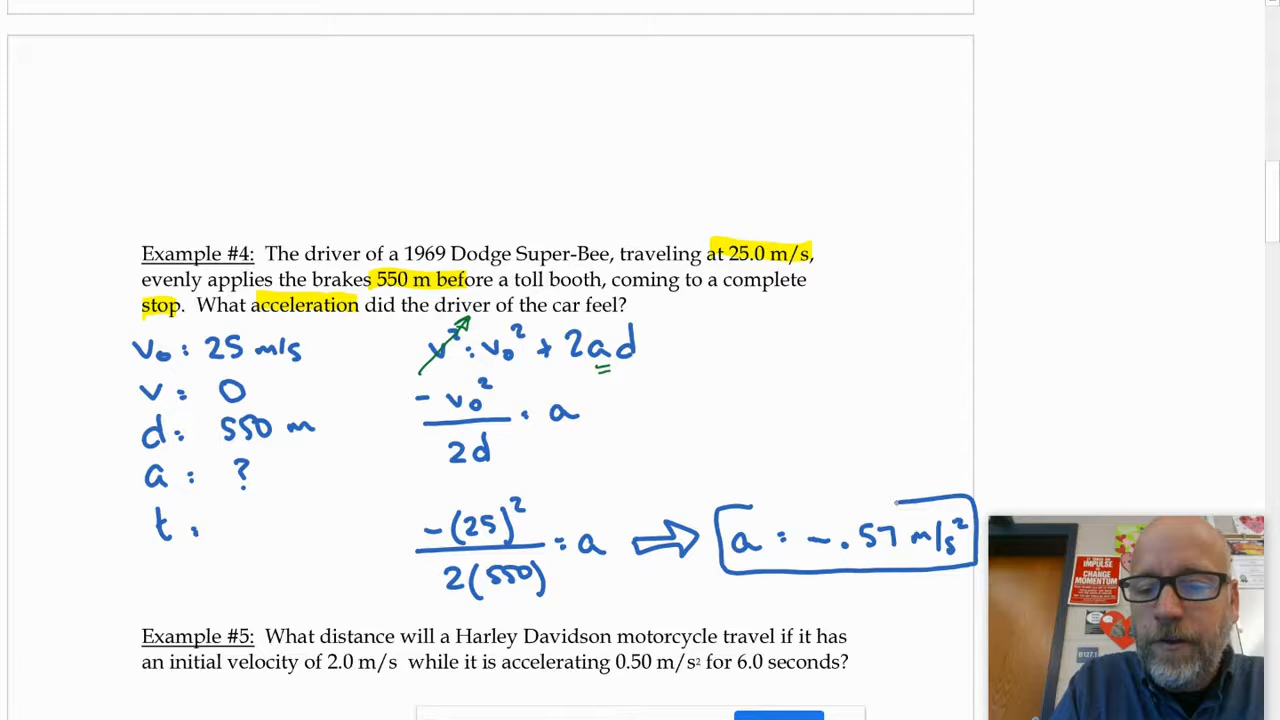 Example #4: The driver of a 1969 Dodge Super-Bee, traveling at 25.0 m/s,
evenly applies the brakes 550 m before a toll booth, coming to a complete
stop. What acceleration did the driver of the car feel?
v₀ : 25 m/s
v : 0
d : 550 m
a : ?
t :
v² : v₀² + 2ad
- v₀²
2d
: a
-(25)²
2(550)
: a ⇒ a : -.57 m/s²
Example #5: What distance will a Harley Davidson motorcycle travel if it has
an initial velocity of 2.0 m/s while it is accelerating 0.50 m/s² for 6.0 seconds?
IMPULSE
CHANGE
MOMENTUM